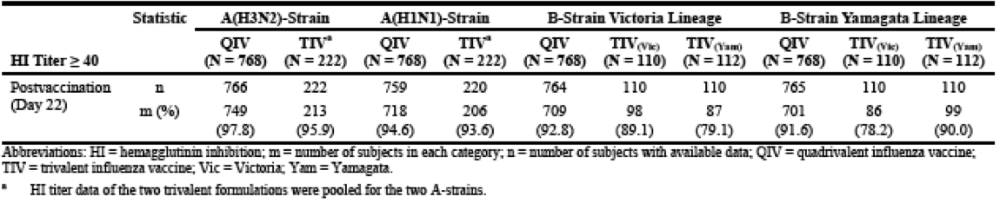 Statistic A(H3N2)-Strain A(H1N1)-Strain B-Strain Victoria Lineage B-Strain Yamagata Lineage
HI Titer ≥ 40 QIV (N = 768) TIVa (N = 222) QIV (N = 768) TIVa (N = 222) QIV (N = 768) TIV(Vic) (N = 110) TIV(Yam) (N = 112) QIV (N = 768) TIV(Vic) (N = 110) TIV(Yam) (N = 112)
Postvaccination n 766 222 759 220 764 110 110 765 110 110
(Day 22) m (%) 749 213 718 206 709 98 87 701 86 99
(97.8) (95.9) (94.6) (93.6) (92.8) (89.1) (79.1) (91.6) (78.2) (90.0)
Abbreviations: HI = hemagglutinin inhibition; m = number of subjects in each category; n = number of subjects with available data; QIV = quadrivalent influenza vaccine;
TIV = trivalent influenza vaccine; Vic = Victoria; Yam = Yamagata.
a HI titer data of the two trivalent formulations were pooled for the two A-strains.